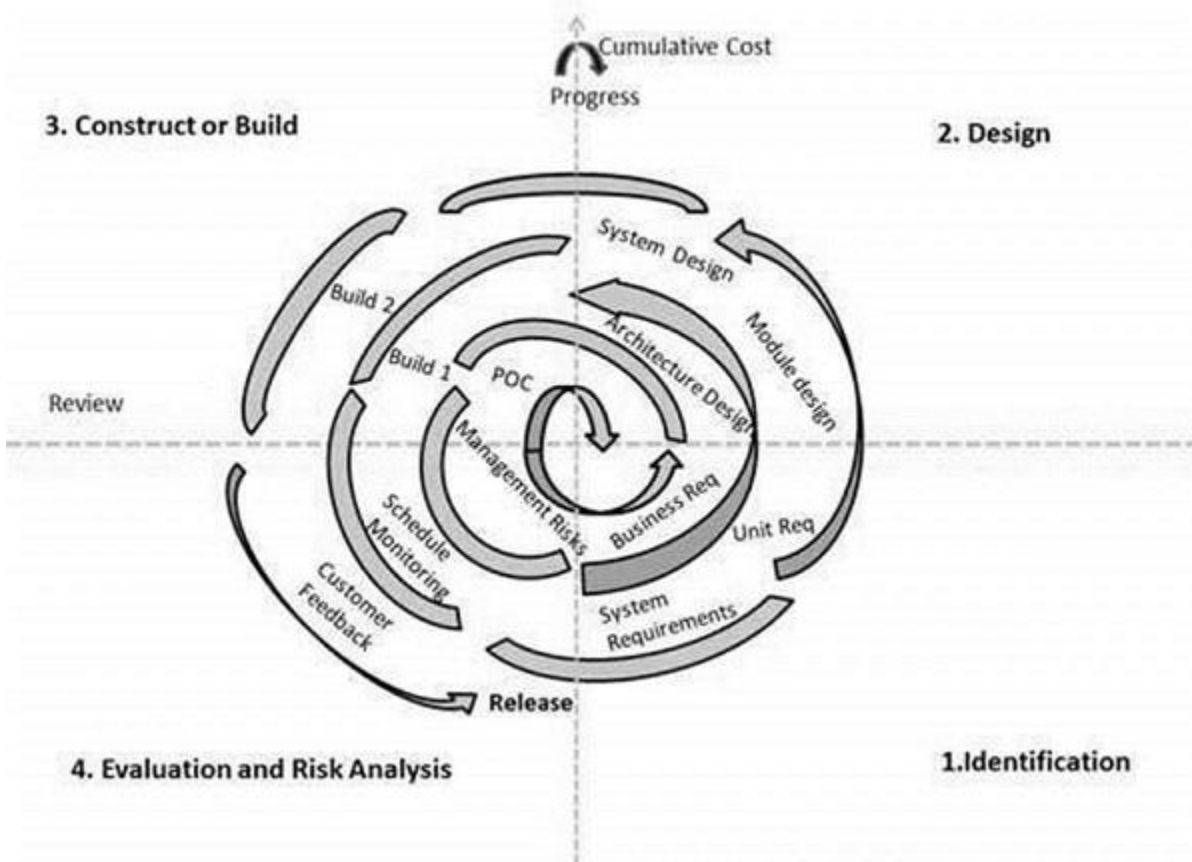 Cumulative Cost
Progress
3. Construct or Build
2. Design
System Design
Build 2
Module design
Architecture Design
Build 1
POC
Review
Management Risks
Business Req
Unit Req
Schedule
Monitoring
System
Requirements
Customer
Feedback
Release
4. Evaluation and Risk Analysis
1.Identification